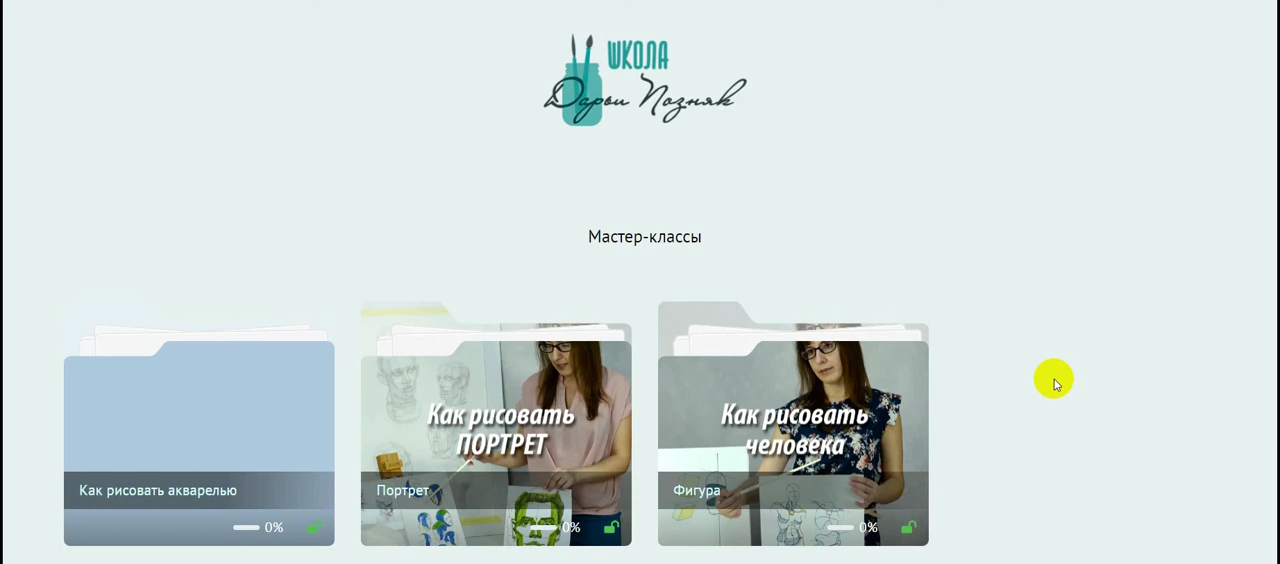 ШКОЛА
Дарьи Позняк
Мастер-классы
Как рисовать
ПОРТРЕТ
Как рисовать
человека
Как рисовать акварелью
Портрет
Фигура
0%
0%
0%